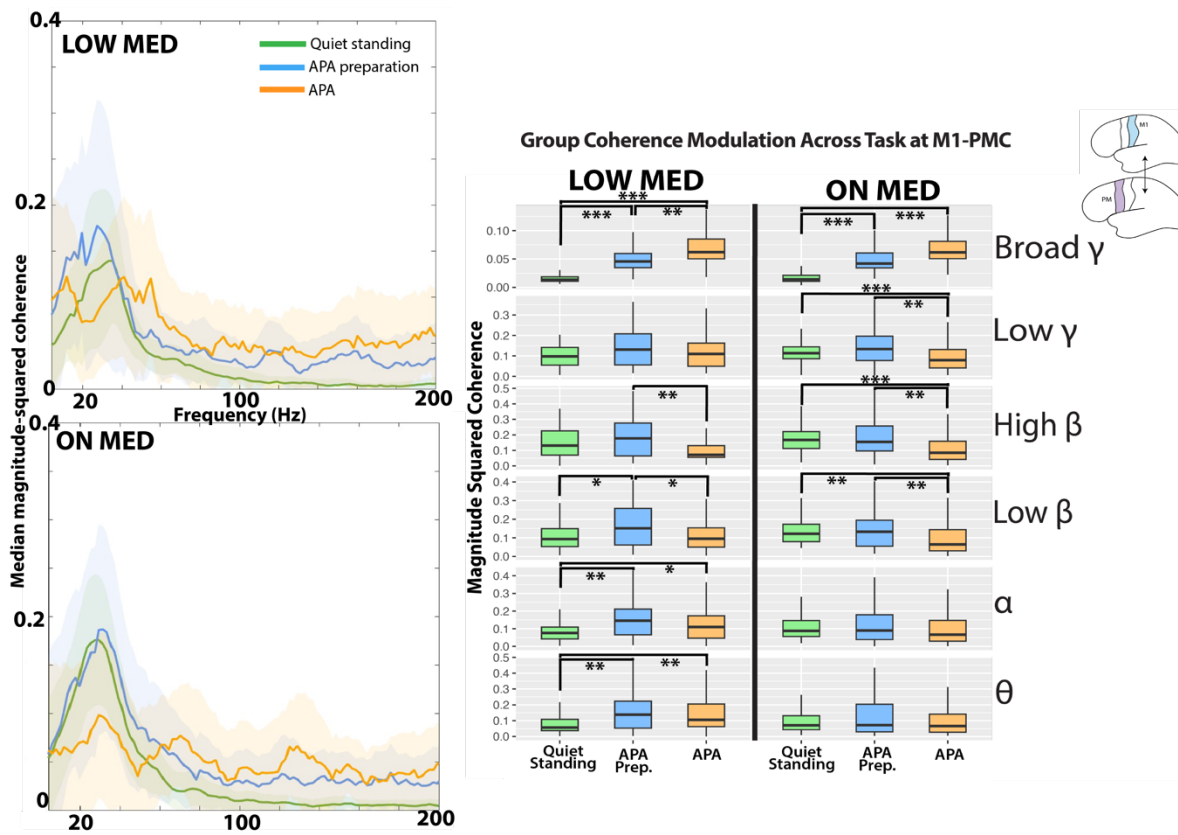 0.4
LOW MED
Quiet standing
APA preparation
APA
0.2
0
20
Frequency (Hz)
200
0.4
ON MED
Median magnitude-squared coherence
0.2
0
20
100
200
Group Coherence Modulation Across Task at M1-PMC
M1
PM
LOW MED
ON MED
Magnitude Squared Coherence
***
***
**
***
***
0.10
0.05
0.00
Broad γ
***
**
0.3
0.2
0.1
0.0
Low γ
**
***
**
0.5
0.4
0.3
0.2
0.1
0.0
High β
*
*
**
**
0.4
0.3
0.2
0.1
0.0
Low β
**
*
0.4
0.3
0.2
0.1
0.0
α
**
**
0.5
0.4
0.3
0.2
0.1
0.0
θ
Quiet Standing
APA Prep.
APA
Quiet Standing
APA Prep.
APA